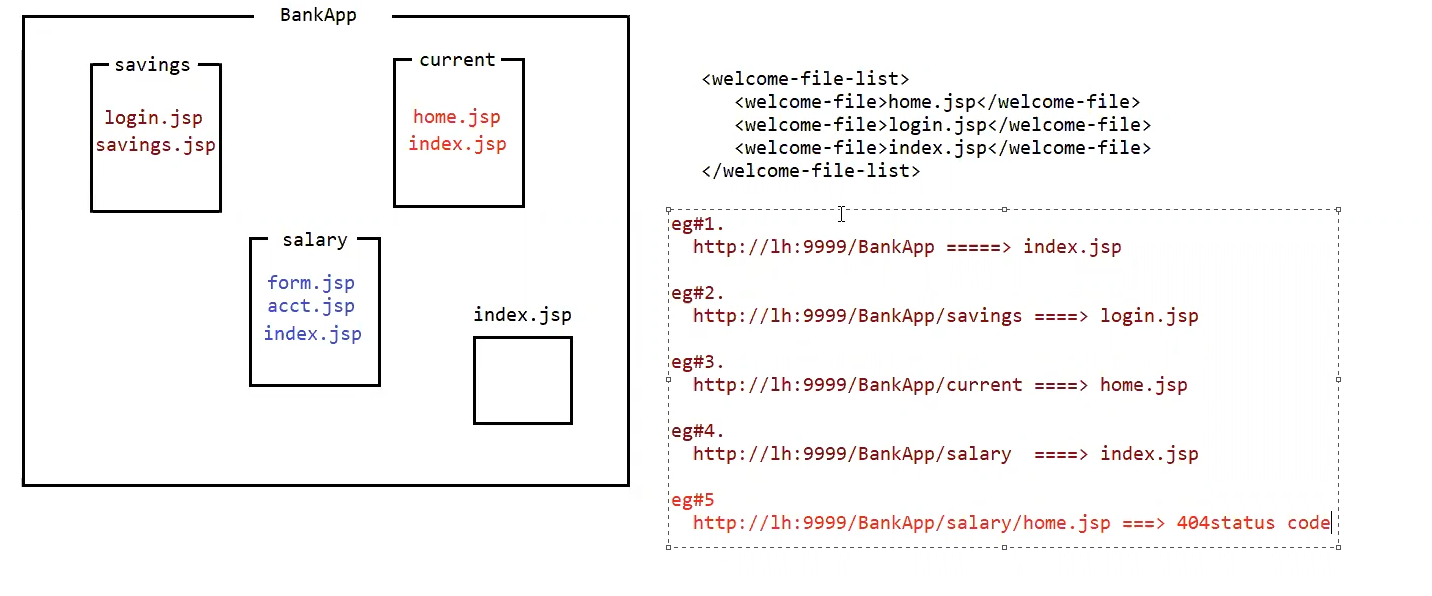 BankApp
savings
login.jsp
savings.jsp
current
home.jsp
index.jsp
salary
form.jsp
acct.jsp
index.jsp
index.jsp
<welcome-file-list>
<welcome-file>home.jsp</welcome-file>
<welcome-file>login.jsp</welcome-file>
<welcome-file>index.jsp</welcome-file>
</welcome-file-list>
eg#1.
http://lh:9999/BankApp =====> index.jsp
eg#2.
http://lh:9999/BankApp/savings ====> login.jsp
eg#3.
http://lh:9999/BankApp/current ====> home.jsp
eg#4.
http://lh:9999/BankApp/salary  ====> index.jsp
eg#5
http://lh:9999/BankApp/salary/home.jsp ===> 404status code